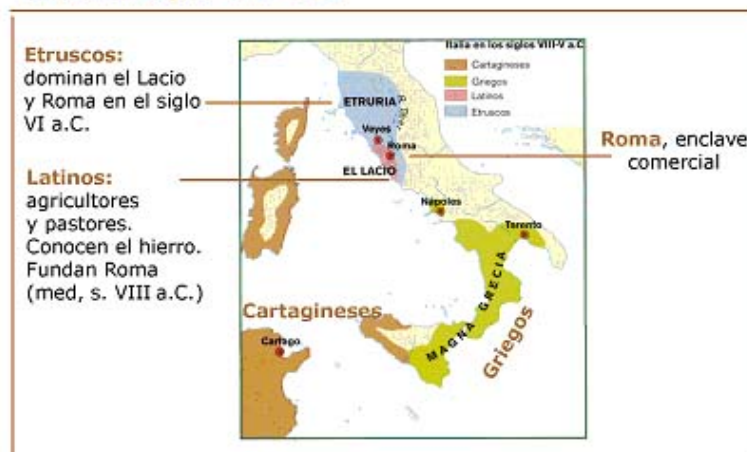 Etruscos:
dominan el Lacio
y Roma en el siglo
VI a.C.
Latinos:
agricultores
y pastores.
Conocen el hierro.
Fundan Roma
(med, s. VIII a.C.)
Italia en los siglos VIII-V a.C
Cartagineses
Griegos
Latinos
Etruscos
ETRURIA
Veyes
Roma
EL LACIO
Nápoles
Tarento
MAGNA GRECIA
Cartagineses
Griegos
Cartago
Roma, enclave
comercial